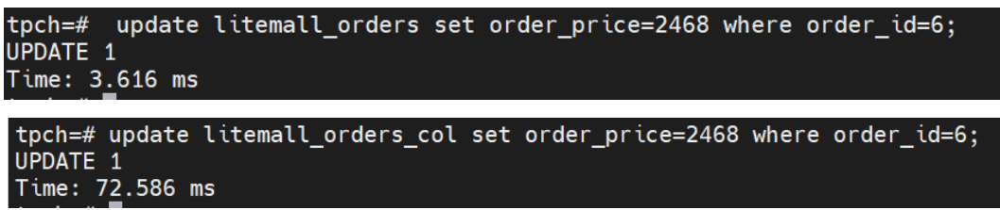 tpch=#  update litemall_orders set order_price=2468 where order_id=6;
UPDATE 1
Time: 3.616 ms
tpch=# update litemall_orders_col set order_price=2468 where order_id=6;
UPDATE 1
Time: 72.586 ms